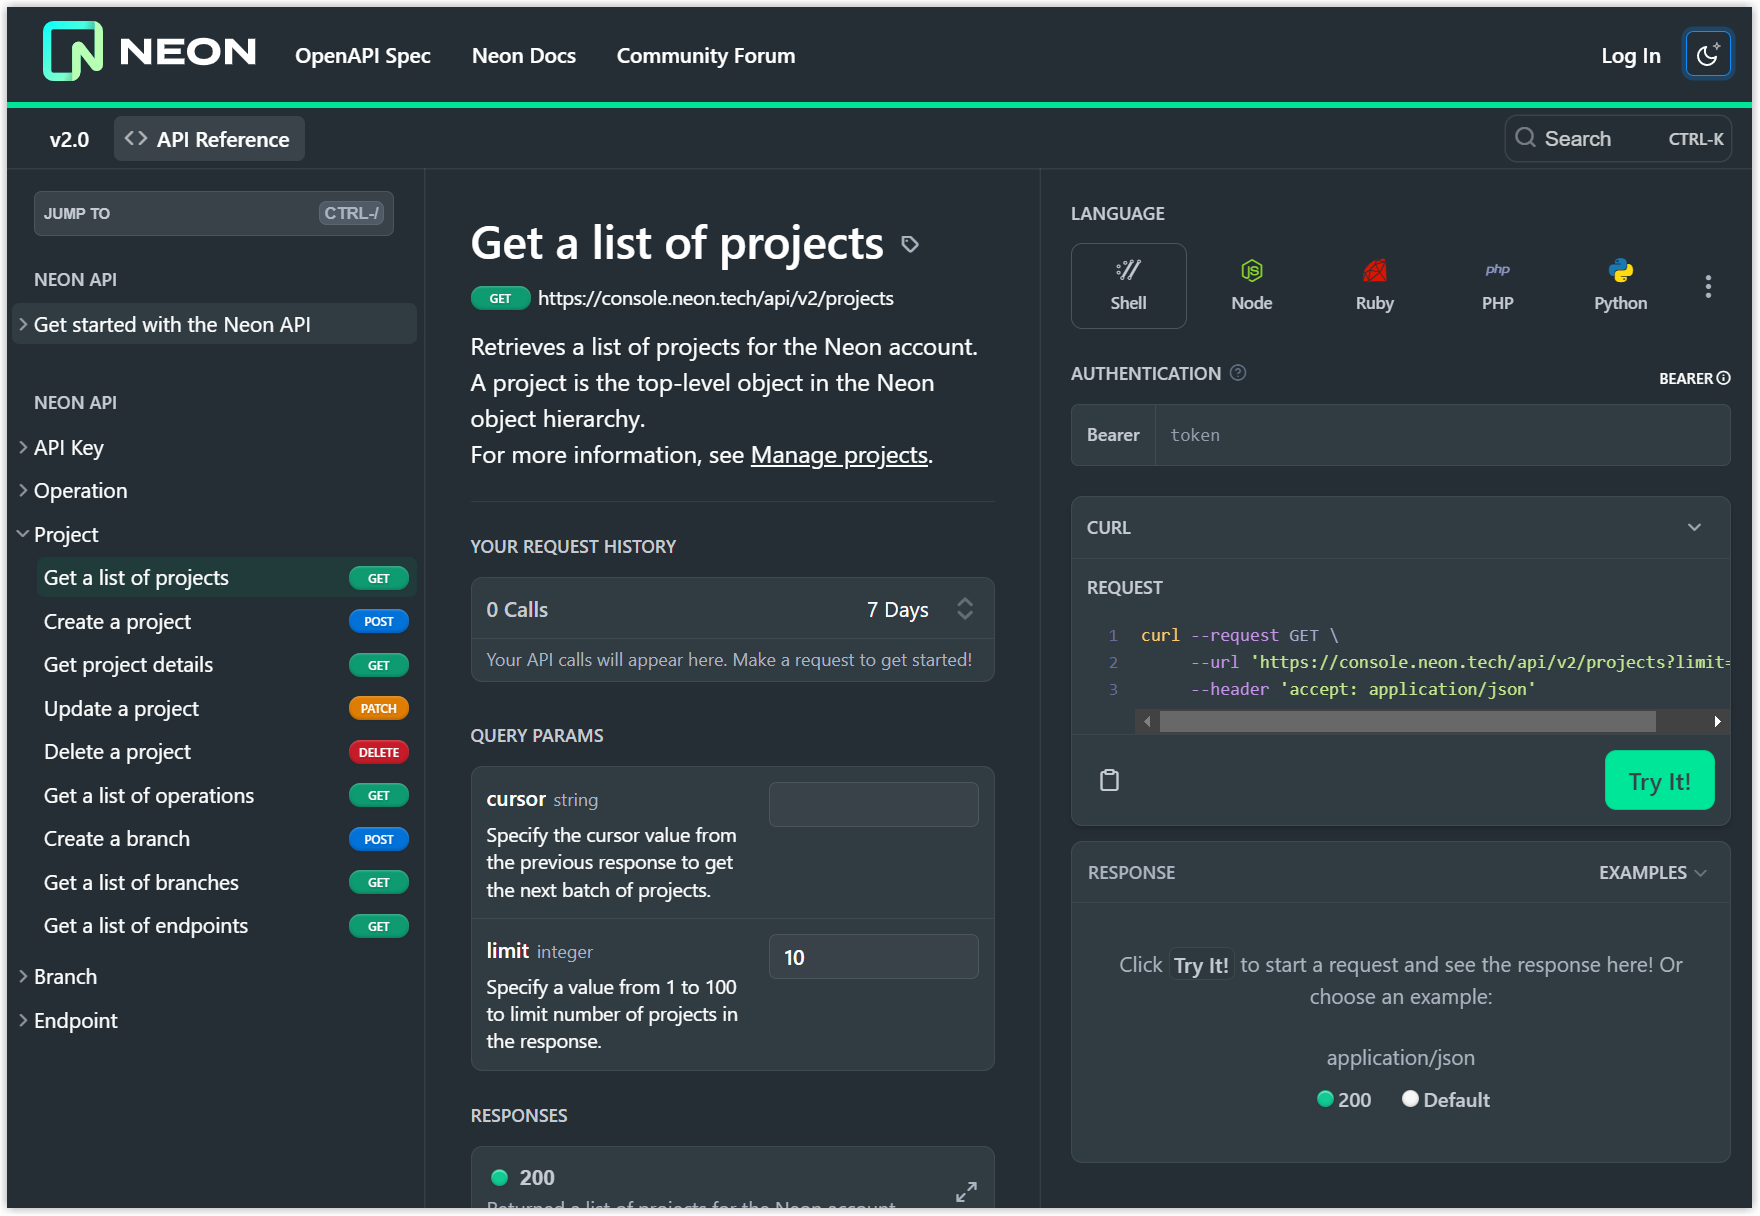 NEON OpenAPI Spec Neon Docs Community Forum Log In
v2.0 <> API Reference Search CTRL-K
JUMP TO CTRL-/
NEON API
Get started with the Neon API
NEON API
API Key
Operation
Project
Get a list of projects GET
Create a project POST
Get project details GET
Update a project PATCH
Delete a project DELETE
Get a list of operations GET
Create a branch POST
Get a list of branches GET
Get a list of endpoints GET
Branch
Endpoint
Get a list of projects
GET https://console.neon.tech/api/v2/projects
Retrieves a list of projects for the Neon account.
A project is the top-level object in the Neon
object hierarchy.
For more information, see Manage projects.
YOUR REQUEST HISTORY
0 Calls 7 Days
Your API calls will appear here. Make a request to get started!
QUERY PARAMS
cursor string
Specify the cursor value from
the previous response to get
the next batch of projects.
limit integer 10
Specify a value from 1 to 100
to limit number of projects in
the response.
RESPONSES
200
Returned a list of projects for the Neon account
LANGUAGE
Shell Node Ruby php PHP Python
AUTHENTICATION BEARER
Bearer token
CURL
REQUEST
1 curl --request GET \
2 --url 'https://console.neon.tech/api/v2/projects?limit=
3 --header 'accept: application/json'
Try It!
RESPONSE EXAMPLES
Click Try It! to start a request and see the response here! Or
choose an example:
application/json
200 Default